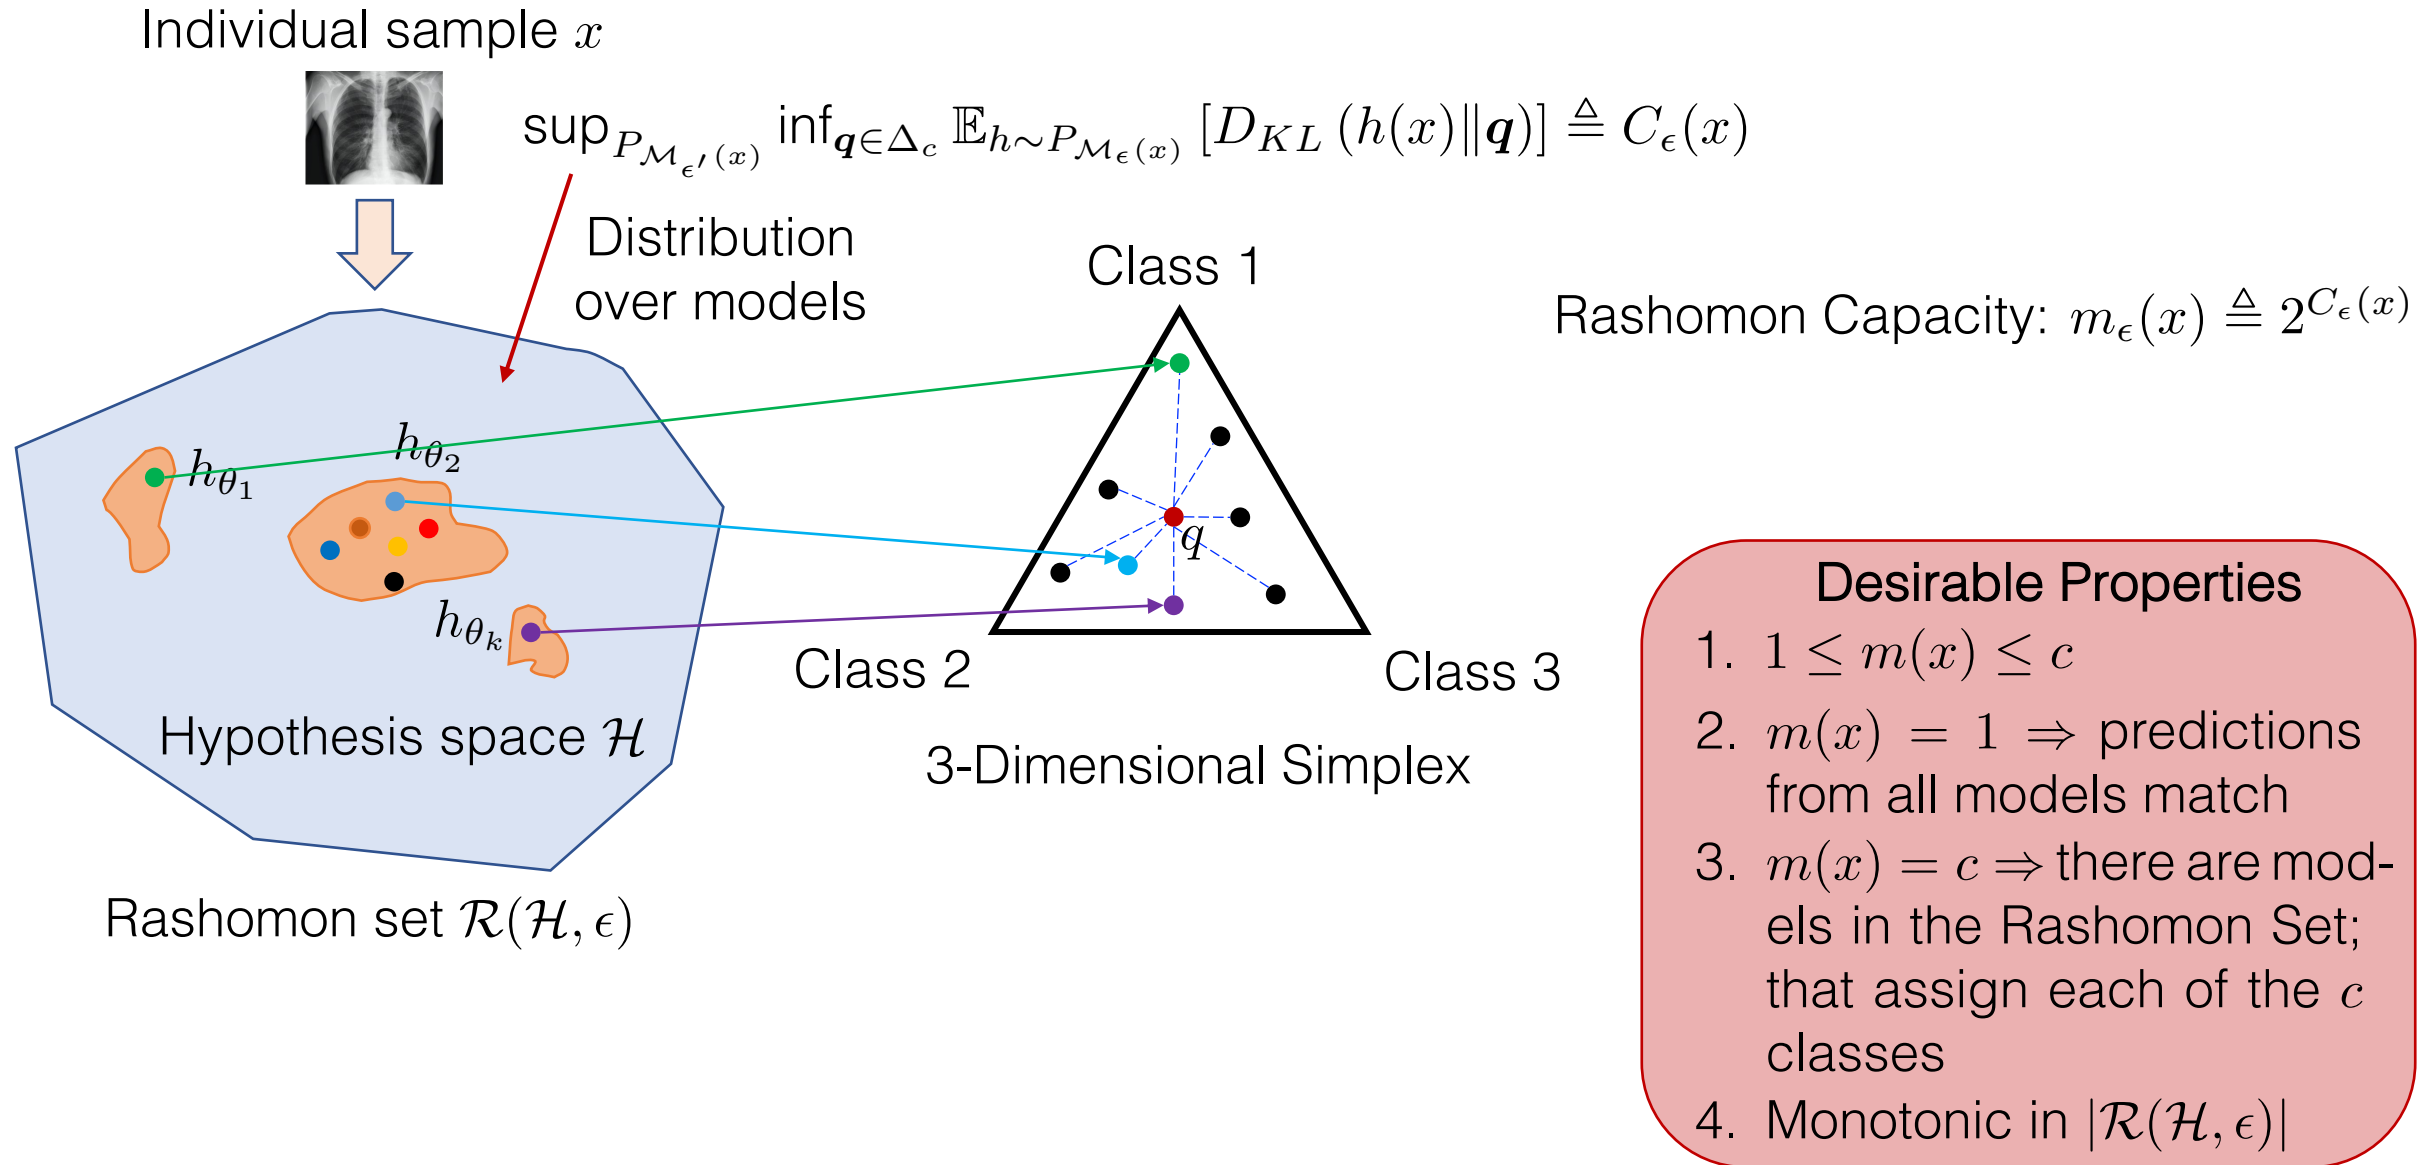 Individual sample x
sup_{P_{\mathcal{M}_{\epsilon'}(x)}} inf_{\boldsymbol{q}∈Δ_c} 𝔼_{h∼P_{\mathcal{M}_{\epsilon}(x)}} [D_{KL} (h(x)‖\boldsymbol{q})] ≜ C_ϵ(x)
Distribution
over models
Class 1
Rashomon Capacity: m_ϵ(x) ≜ 2^{C_ϵ(x)}
h_{θ_1}
h_{θ_2}
h_{θ_k}
q
Class 2
Class 3
Hypothesis space ℋ
3-Dimensional Simplex
Rashomon set ℛ(ℋ, ϵ)
Desirable Properties
1. 1 ≤ m(x) ≤ c
2. m(x) = 1 ⇒ predictions
from all models match
3. m(x) = c ⇒ there are mod-
els in the Rashomon Set;
that assign each of the c
classes
4. Monotonic in |ℛ(ℋ, ϵ)|